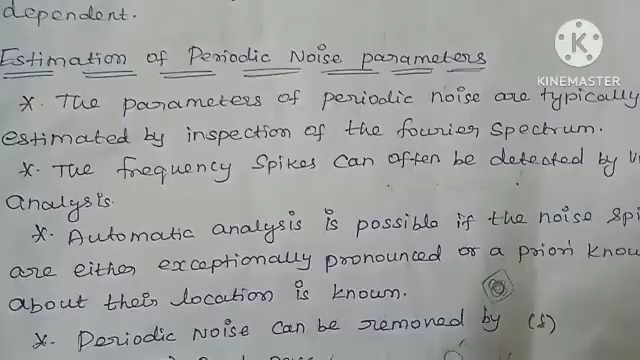 dependent.
Estimation of Periodic Noise parameters
K
KINEMASTER
*. The parameters of periodic noise are typically
estimated by inspection of the fourier spectrum.
*. The frequency spikes can often be detected by
analysis.
*. Automatic analysis is possible if the noise spi
are either exceptionally pronounced or a priori know
about their location is known.
*. Periodic Noise can be removed by (s)